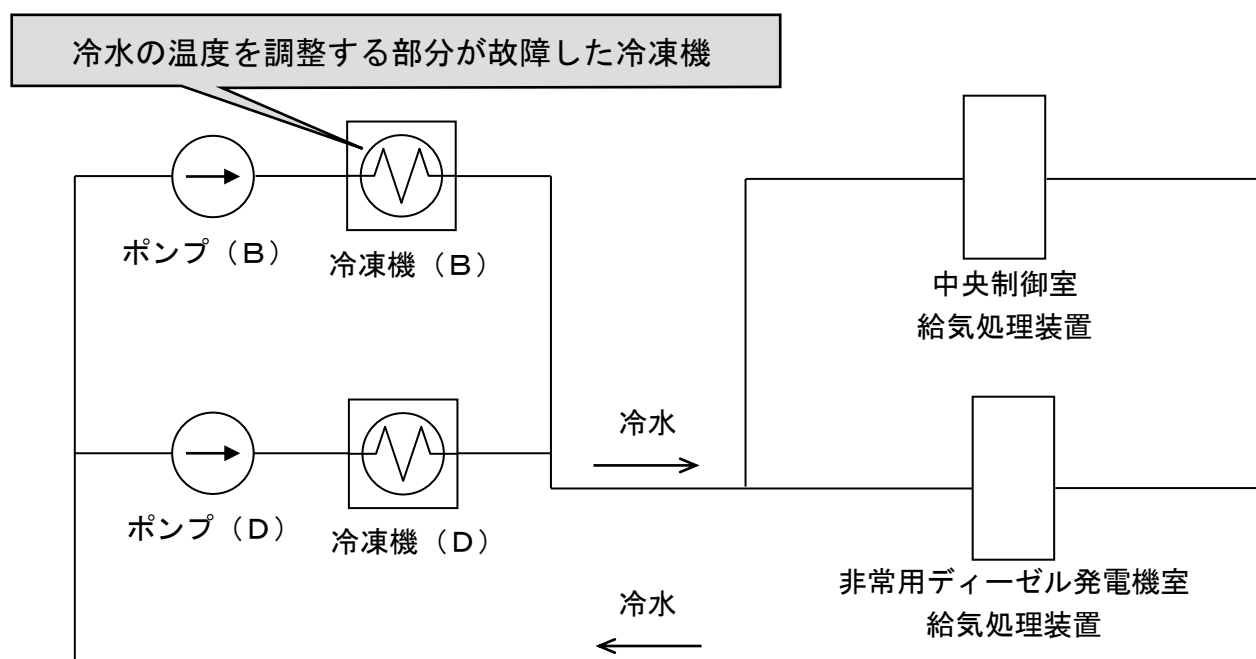 冷水の温度を調整する部分が故障した冷凍機
ポンプ（Ｂ）
冷凍機（Ｂ）
中央制御室
給気処理装置
冷水
ポンプ（Ｄ）
冷凍機（Ｄ）
非常用ディーゼル発電機室
給気処理装置
冷水